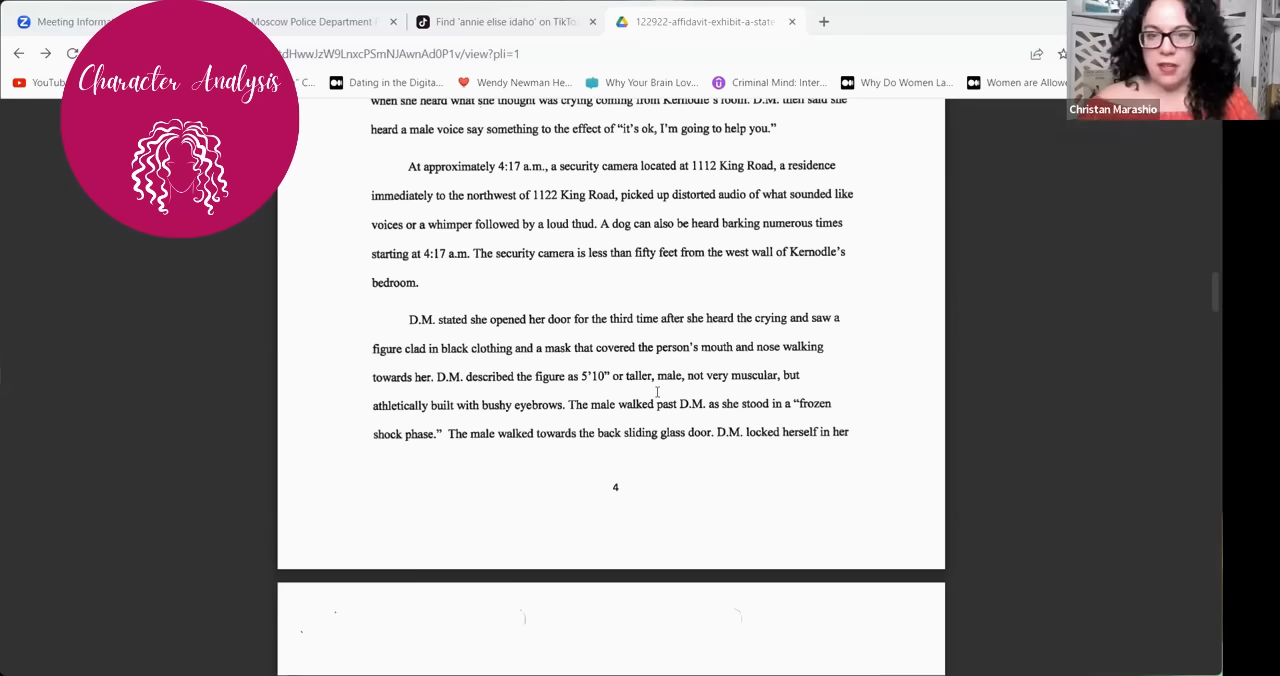 Meeting Informa
Moscow Police Department
Find 'annie elise idaho' on TikTo
122922-affidavit-exhibit-a-state
dHwwJzW9LnxcPSmNJAwnAd0P1v/view?pli=1
YouTub
C...
Dating in the Digita...
Wendy Newman He...
Why Your Brain Lov...
Criminal Mind: Inter...
Why Do Women La...
Women are Allowe
Character Analysis
Christan Marashio
when she heard what she thought was crying coming from Kernodle's room. D.M. then said she
heard a male voice say something to the effect of "it's ok, I'm going to help you."
At approximately 4:17 a.m., a security camera located at 1112 King Road, a residence
immediately to the northwest of 1122 King Road, picked up distorted audio of what sounded like
voices or a whimper followed by a loud thud. A dog can also be heard barking numerous times
starting at 4:17 a.m. The security camera is less than fifty feet from the west wall of Kernodle's
bedroom.
D.M. stated she opened her door for the third time after she heard the crying and saw a
figure clad in black clothing and a mask that covered the person's mouth and nose walking
towards her. D.M. described the figure as 5'10" or taller, male, not very muscular, but
athletically built with bushy eyebrows. The male walked past D.M. as she stood in a "frozen
shock phase." The male walked towards the back sliding glass door. D.M. locked herself in her
4